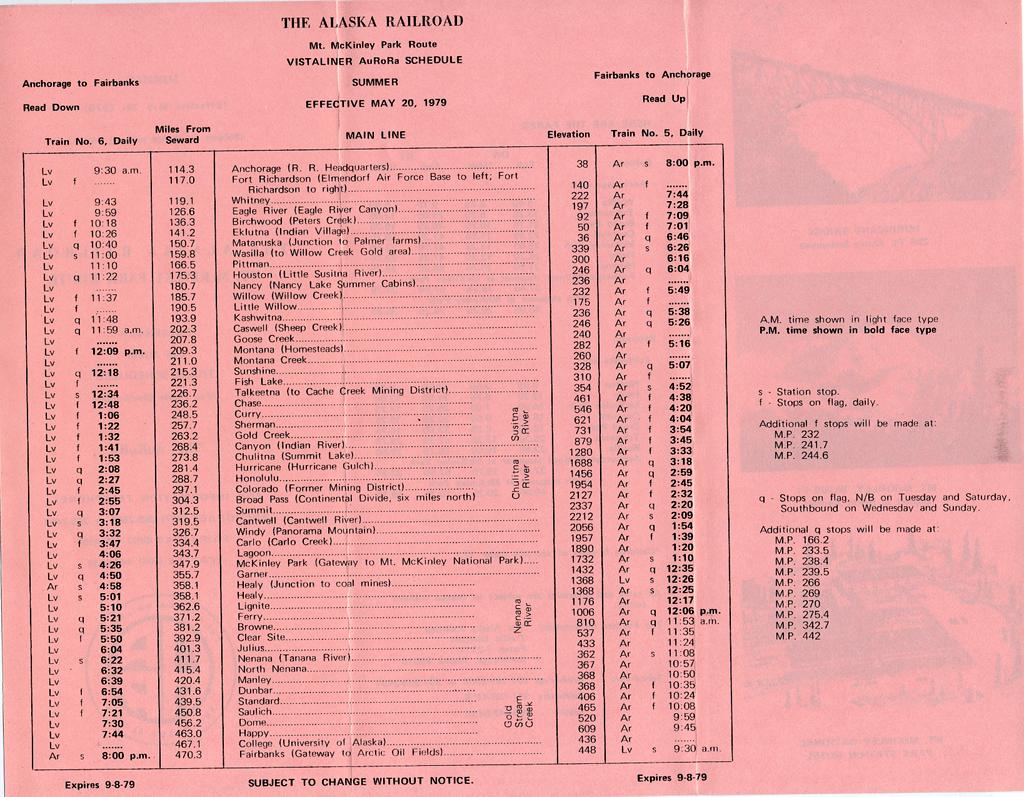 THE ALASKA RAILROAD
Mt. McKinley Park Route
VISTALINER AuRoRa SCHEDULE
Anchorage to Fairbanks SUMMER Fairbanks to Anchorage
Read Down EFFECTIVE MAY 20, 1979 Read Up
Train No. 6, Daily Miles From Seward MAIN LINE Elevation Train No. 5, Daily
Lv 9:30 a.m. 114.3 Anchorage (R. R. Headquarters) 38 Ar s 8:00 p.m.
Lv f ...... 117.0 Fort Richardson (Elmendorf Air Force Base to left; Fort
Richardson to right) 140 Ar f ......
Lv 9:43 119.1 Whitney 222 Ar 7:44
Lv 9:59 126.6 Eagle River (Eagle River Canyon) 197 Ar 7:28
Lv f 10:18 136.3 Birchwood (Peters Creek) 92 Ar f 7:09
Lv f 10:26 141.2 Eklutna (Indian Village) 50 Ar f 7:01
Lv q 10:40 150.7 Matanuska (Junction to Palmer farms) 36 Ar q 6:46
Lv s 11:00 159.8 Wasilla (to Willow Creek Gold area) 339 Ar s 6:26
Lv 11:10 166.5 Pittman 300 Ar 6:16
Lv q 11:22 175.3 Houston (Little Susitna River) 246 Ar q 6:04
Lv ...... 180.7 Nancy (Nancy Lake Summer Cabins) 236 Ar ......
Lv f 11:37 185.7 Willow (Willow Creek) 232 Ar f 5:49
Lv f ...... 190.5 Little Willow 175 Ar f ......
Lv q 11:48 193.9 Kashwitna 236 Ar q 5:38
Lv q 11:59 a.m. 202.3 Caswell (Sheep Creek) 246 Ar q 5:26
Lv ...... 207.8 Goose Creek 240 Ar ......
Lv f 12:09 p.m. 209.3 Montana (Homesteads) 282 Ar f 5:16
Lv ...... 211.0 Montana Creek 260 Ar ......
Lv q 12:18 215.3 Sunshine 328 Ar q 5:07
Lv f ...... 221.3 Fish Lake 310 Ar f ......
Lv s 12:34 226.7 Talkeetna (to Cache Creek Mining District) 354 Ar s 4:52
Lv f 12:48 236.2 Chase 461 Ar f 4:38
Lv f 1:06 248.5 Curry 546 Ar f 4:20
Lv f 1:22 257.7 Sherman 621 Ar f 4:04
Lv f 1:32 263.2 Gold Creek 731 Ar f 3:54
Lv f 1:41 268.4 Canyon (Indian River) 879 Ar f 3:45
Susitna River
Lv f 1:53 273.8 Chulitna (Summit Lake) 1280 Ar f 3:33
Lv q 2:08 281.4 Hurricane (Hurricane Gulch) 1688 Ar q 3:18
Lv q 2:27 288.7 Honolulu 1456 Ar q 2:59
Lv f 2:45 297.1 Colorado (Former Mining District) 1954 Ar f 2:45
Chulitna River
Lv f 2:55 304.3 Broad Pass (Continental Divide, six miles north) 2127 Ar f 2:32
Lv q 3:07 312.5 Summit 2337 Ar q 2:20
Lv s 3:18 319.5 Cantwell (Cantwell River) 2212 Ar s 2:09
Lv q 3:32 326.7 Windy (Panorama Mountain) 2056 Ar q 1:54
Lv f 3:47 334.4 Carlo (Carlo Creek) 1957 Ar f 1:39
Lv 4:06 343.7 Lagoon 1890 Ar 1:20
Lv s 4:26 347.9 McKinley Park (Gateway to Mt. McKinley National Park) 1732 Ar s 1:10
Lv q 4:50 355.7 Garner 1432 Ar q 12:35
Ar s 4:58 358.1 Healy (Junction to coal mines) 1368 Lv s 12:26
Lv s 5:01 358.1 Healy 1368 Ar s 12:25
Lv 5:10 362.6 Lignite 1176 Ar 12:17
Lv q 5:21 371.2 Ferry 1006 Ar q 12:06 p.m.
Lv q 5:35 381.2 Browne 810 Ar q 11:53 a.m.
Nenana River
Lv f 5:50 392.9 Clear Site 537 Ar f 11:35
Lv 6:04 401.3 Julius 433 Ar 11:24
Lv s 6:22 411.7 Nenana (Tanana River) 362 Ar s 11:08
Lv 6:32 415.4 North Nenana 367 Ar 10:57
Lv 6:39 420.4 Manley 368 Ar 10:50
Lv f 6:54 431.6 Dunbar 368 Ar f 10:35
Lv f 7:05 439.5 Standard 406 Ar f 10:24
Lv f 7:21 450.8 Saulich 465 Ar f 10:08
Gold Stream Creek
Lv 7:30 456.2 Dome 520 Ar 9:59
Lv 7:44 463.0 Happy 609 Ar 9:45
Lv ...... 467.1 College (University of Alaska) 436 Ar ......
Ar s 8:00 p.m. 470.3 Fairbanks (Gateway to Arctic Oil Fields) 448 Lv s 9:30 a.m.
Expires 9-8-79 SUBJECT TO CHANGE WITHOUT NOTICE. Expires 9-8-79
A.M. time shown in light face type
P.M. time shown in bold face type
s - Station stop.
f - Stops on flag, daily.
Additional f stops will be made at:
M.P. 232
M.P. 241.7
M.P. 244.6
q - Stops on flag, N/B on Tuesday and Saturday,
Southbound on Wednesday and Sunday.
Additional q stops will be made at:
M.P. 166.2
M.P. 233.5
M.P. 238.4
M.P. 239.5
M.P. 266
M.P. 269
M.P. 270
M.P. 275.4
M.P. 342.7
M.P. 442